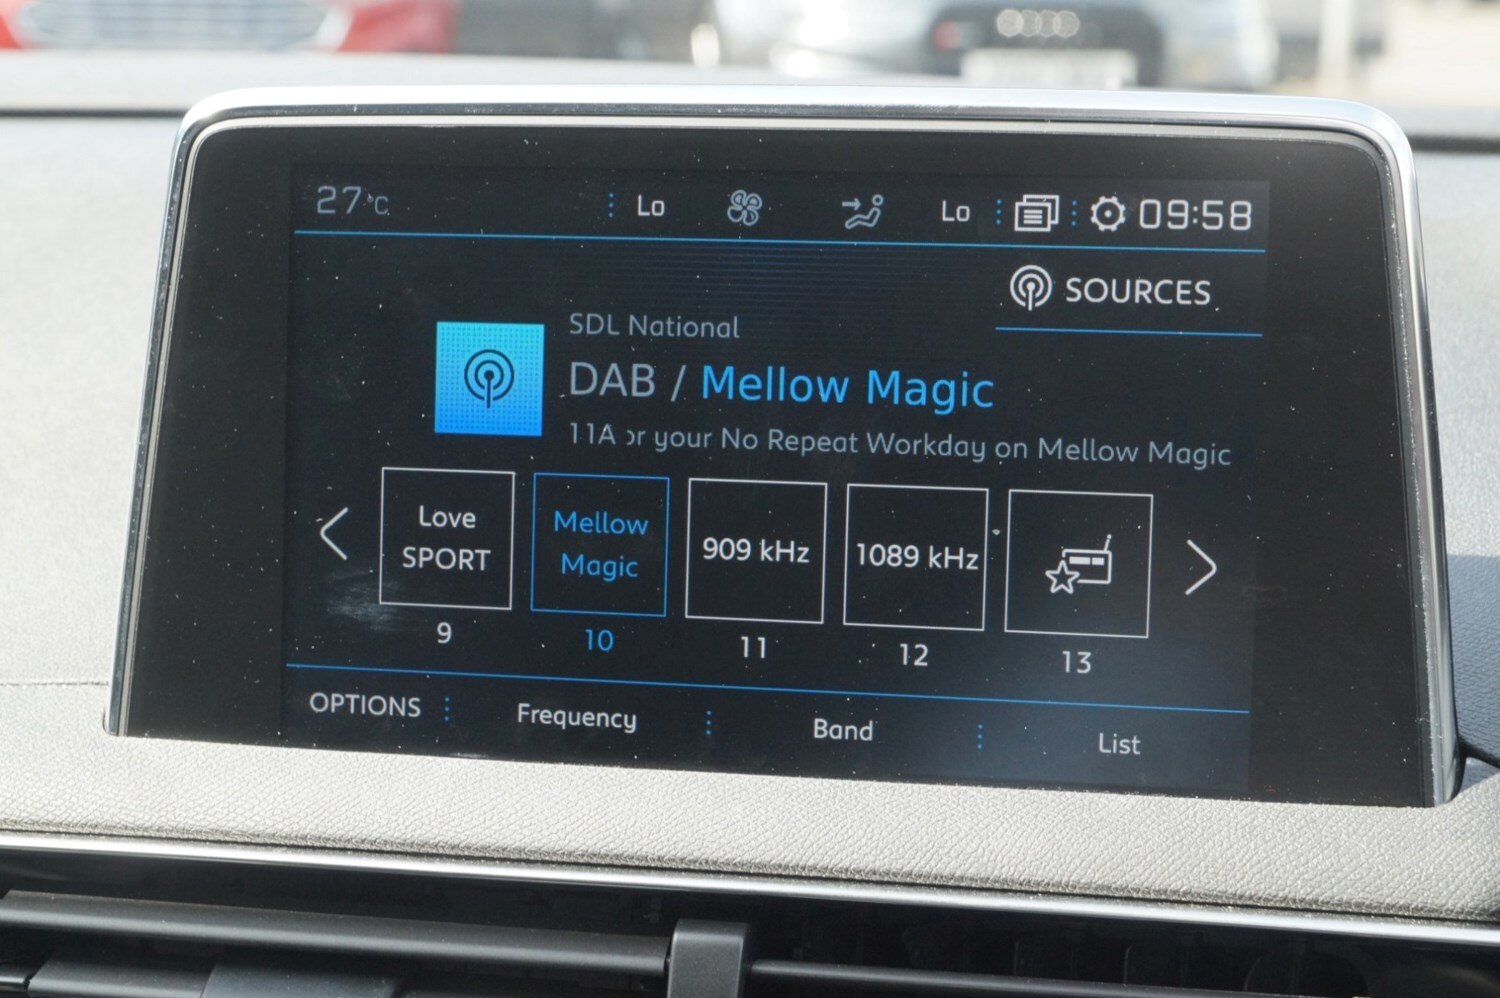 27°C Lo Lo 09:58
SOURCES
SDL National
DAB / Mellow Magic
11A or your No Repeat Workday on Mellow Magic
Love
SPORT
Mellow
Magic
909 kHz
1089 kHz
9 10 11 12 13
OPTIONS Frequency Band List